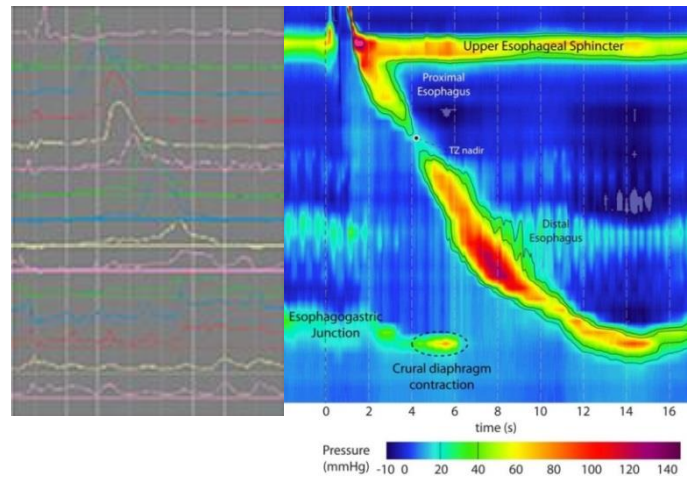 Upper Esophageal Sphincter
Proximal
Esophagus
TZ nadir
Distal
Esophagus
Esophagogastric
Junction
Crural diaphragm
contraction
0 2 4 6 8 10 12 14 16
time (s)
Pressure
(mmHg)
-10 0 20 40 60 80 100 120 140